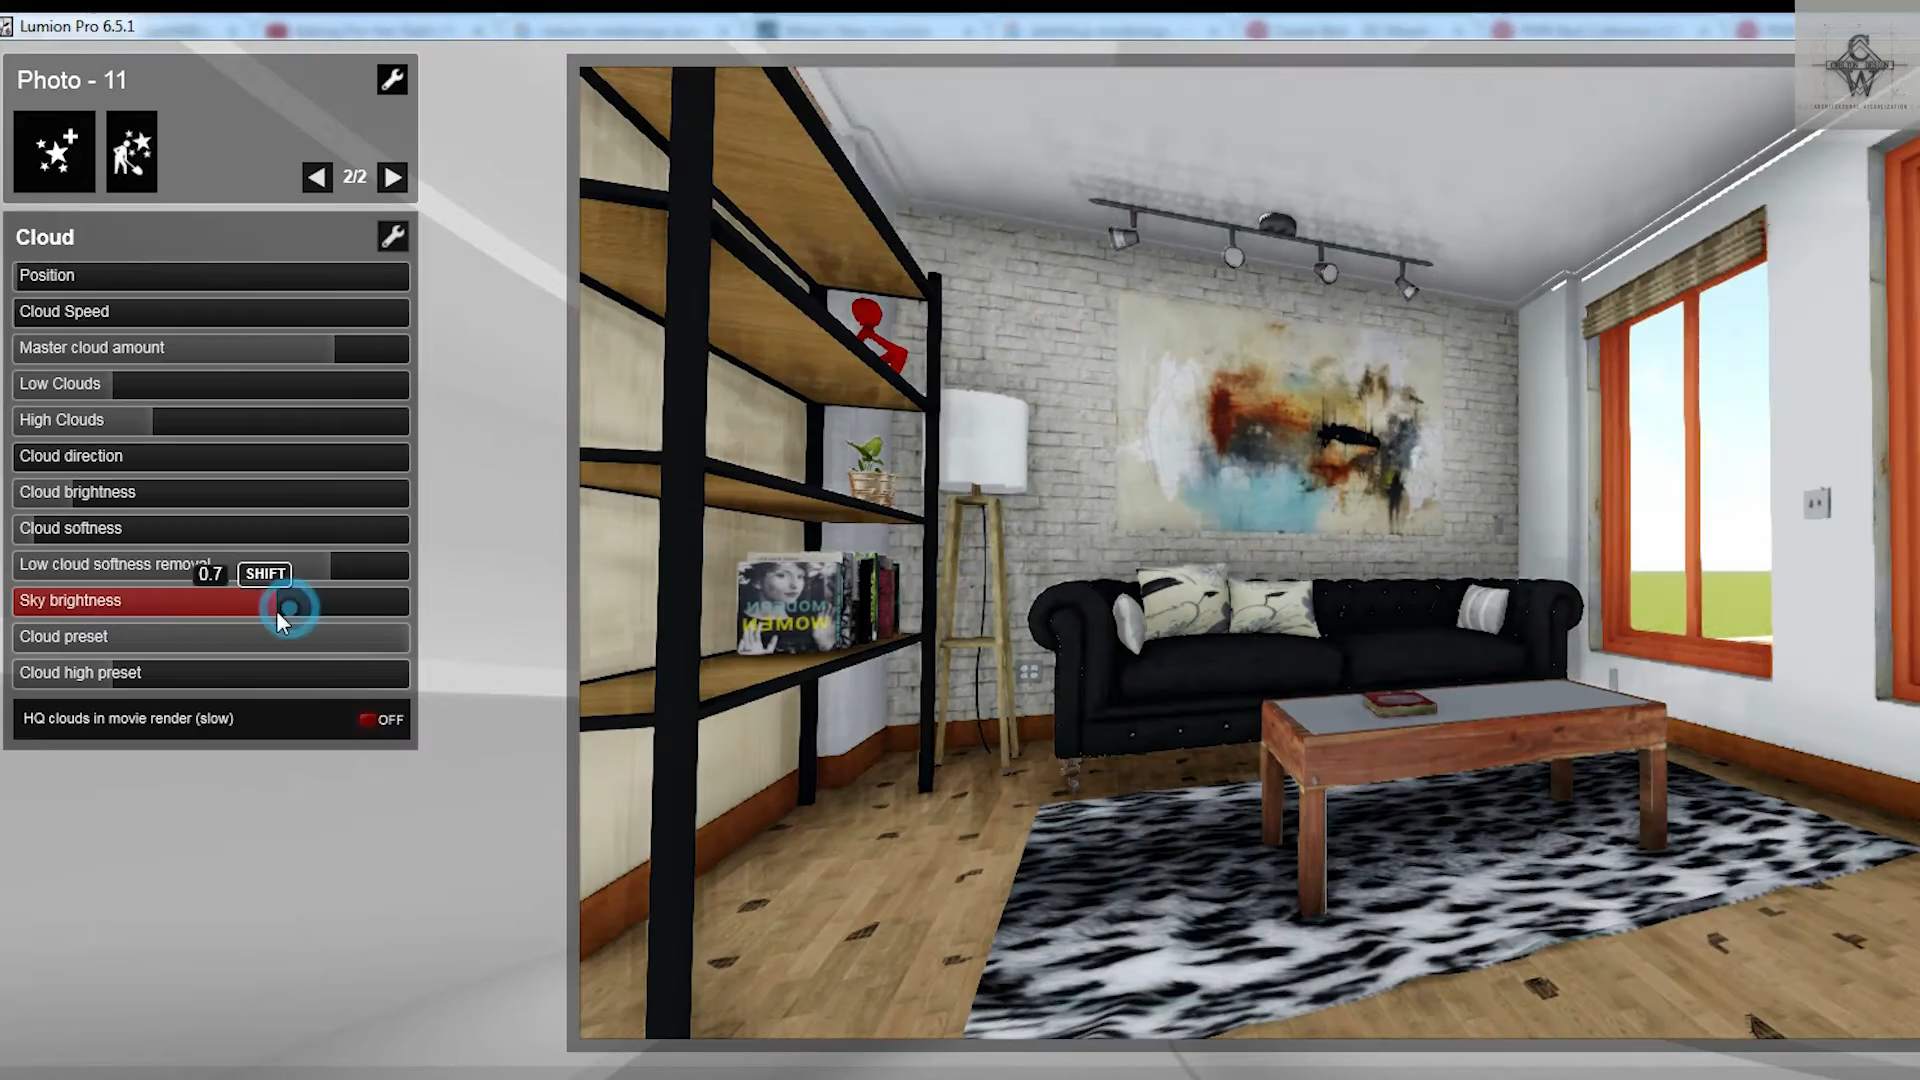 Lumion Pro 6.5.1
Photo - 11
2/2
Cloud
Position
Cloud Speed
Master cloud amount
Low Clouds
High Clouds
Cloud direction
Cloud brightness
Cloud softness
Low cloud softness removal
0.7
SHIFT
Sky brightness
Cloud preset
Cloud high preset
HQ clouds in movie render (slow)
OFF
MODERN
WOMEN